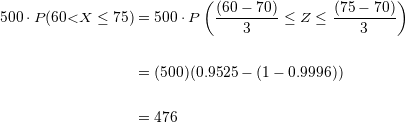 500 · P(60<X ≤ 75) = 500 · P ( (60 − 70) / 3 ≤ Z ≤ (75 − 70) / 3 )
= (500)(0.9525 − (1 − 0.9996))
= 476